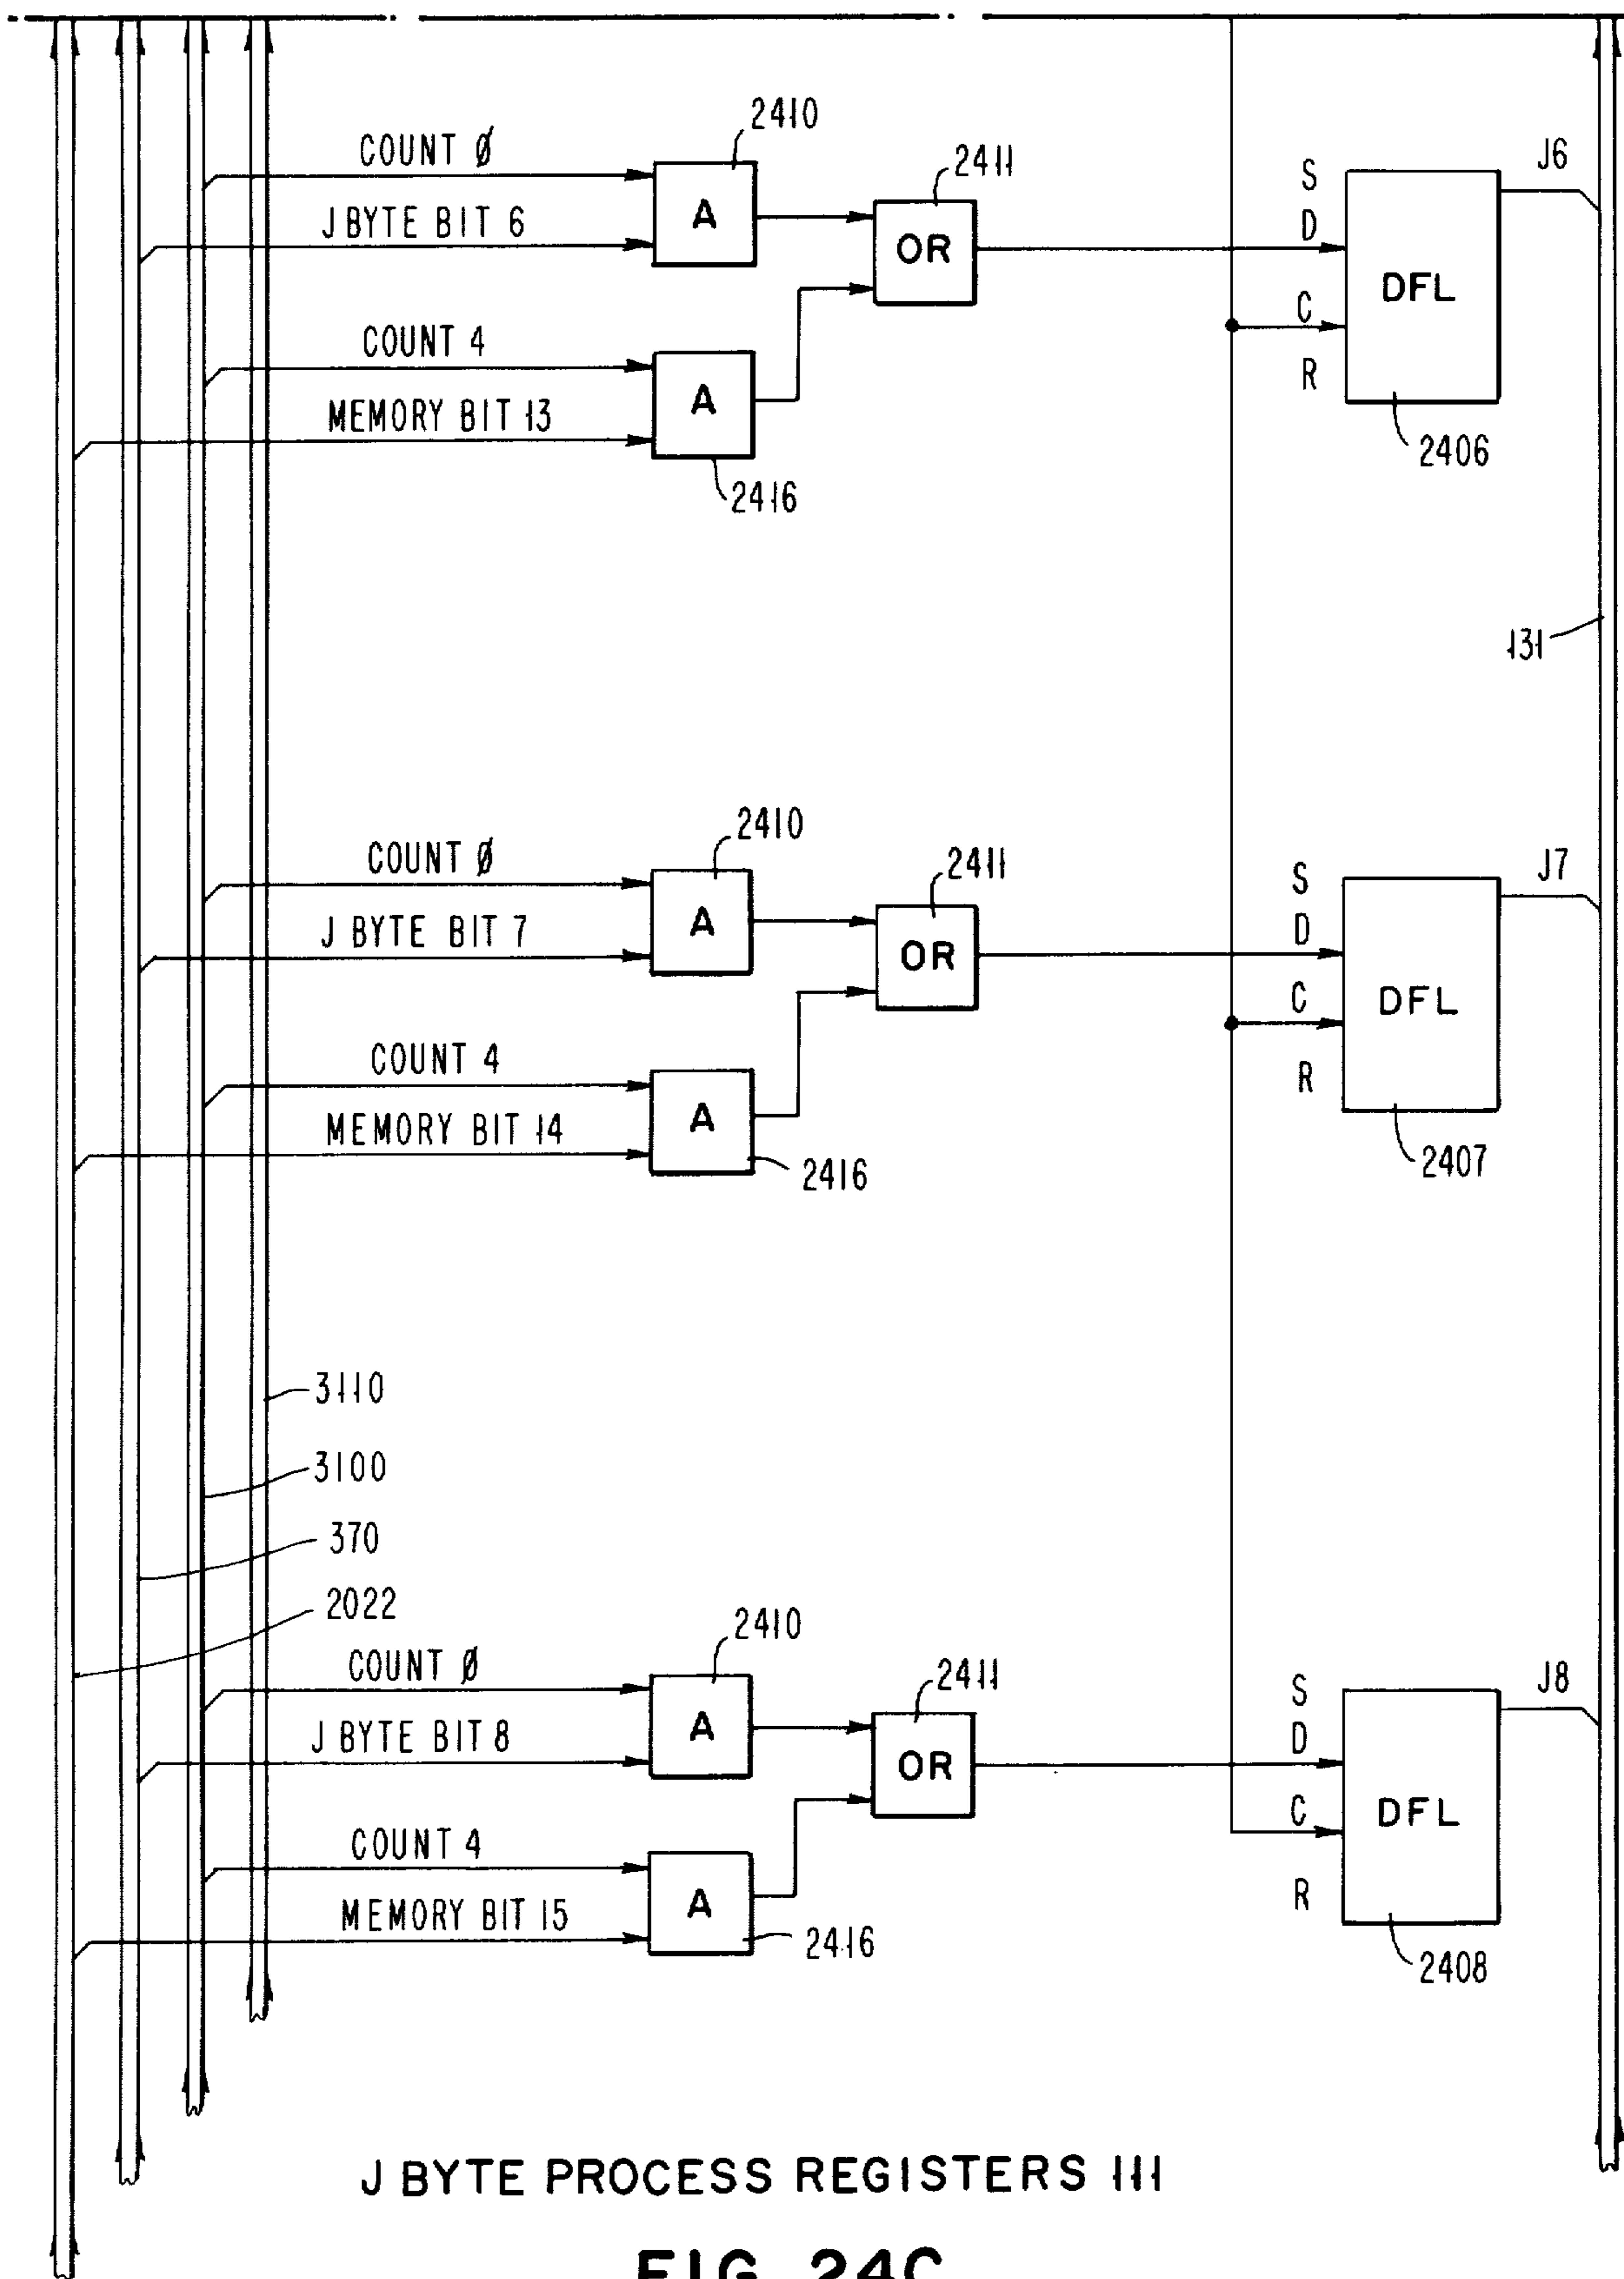 2410
COUNT Ø
2411
J6
S
J BYTE BIT 6
A
D
OR
DFL
COUNT 4
C
A
R
MEMORY BIT 13
2406
2416
131
2410
COUNT Ø
2411
J7
S
J BYTE BIT 7
A
D
OR
C
DFL
COUNT 4
A
R
MEMORY BIT 14
2407
2416
3110
3100
370
2022
2410
COUNT Ø
2411
J8
S
J BYTE BIT 8
A
D
OR
C
DFL
COUNT 4
A
R
MEMORY BIT 15
2416
2408
J BYTE PROCESS REGISTERS 111
FIG. 24C